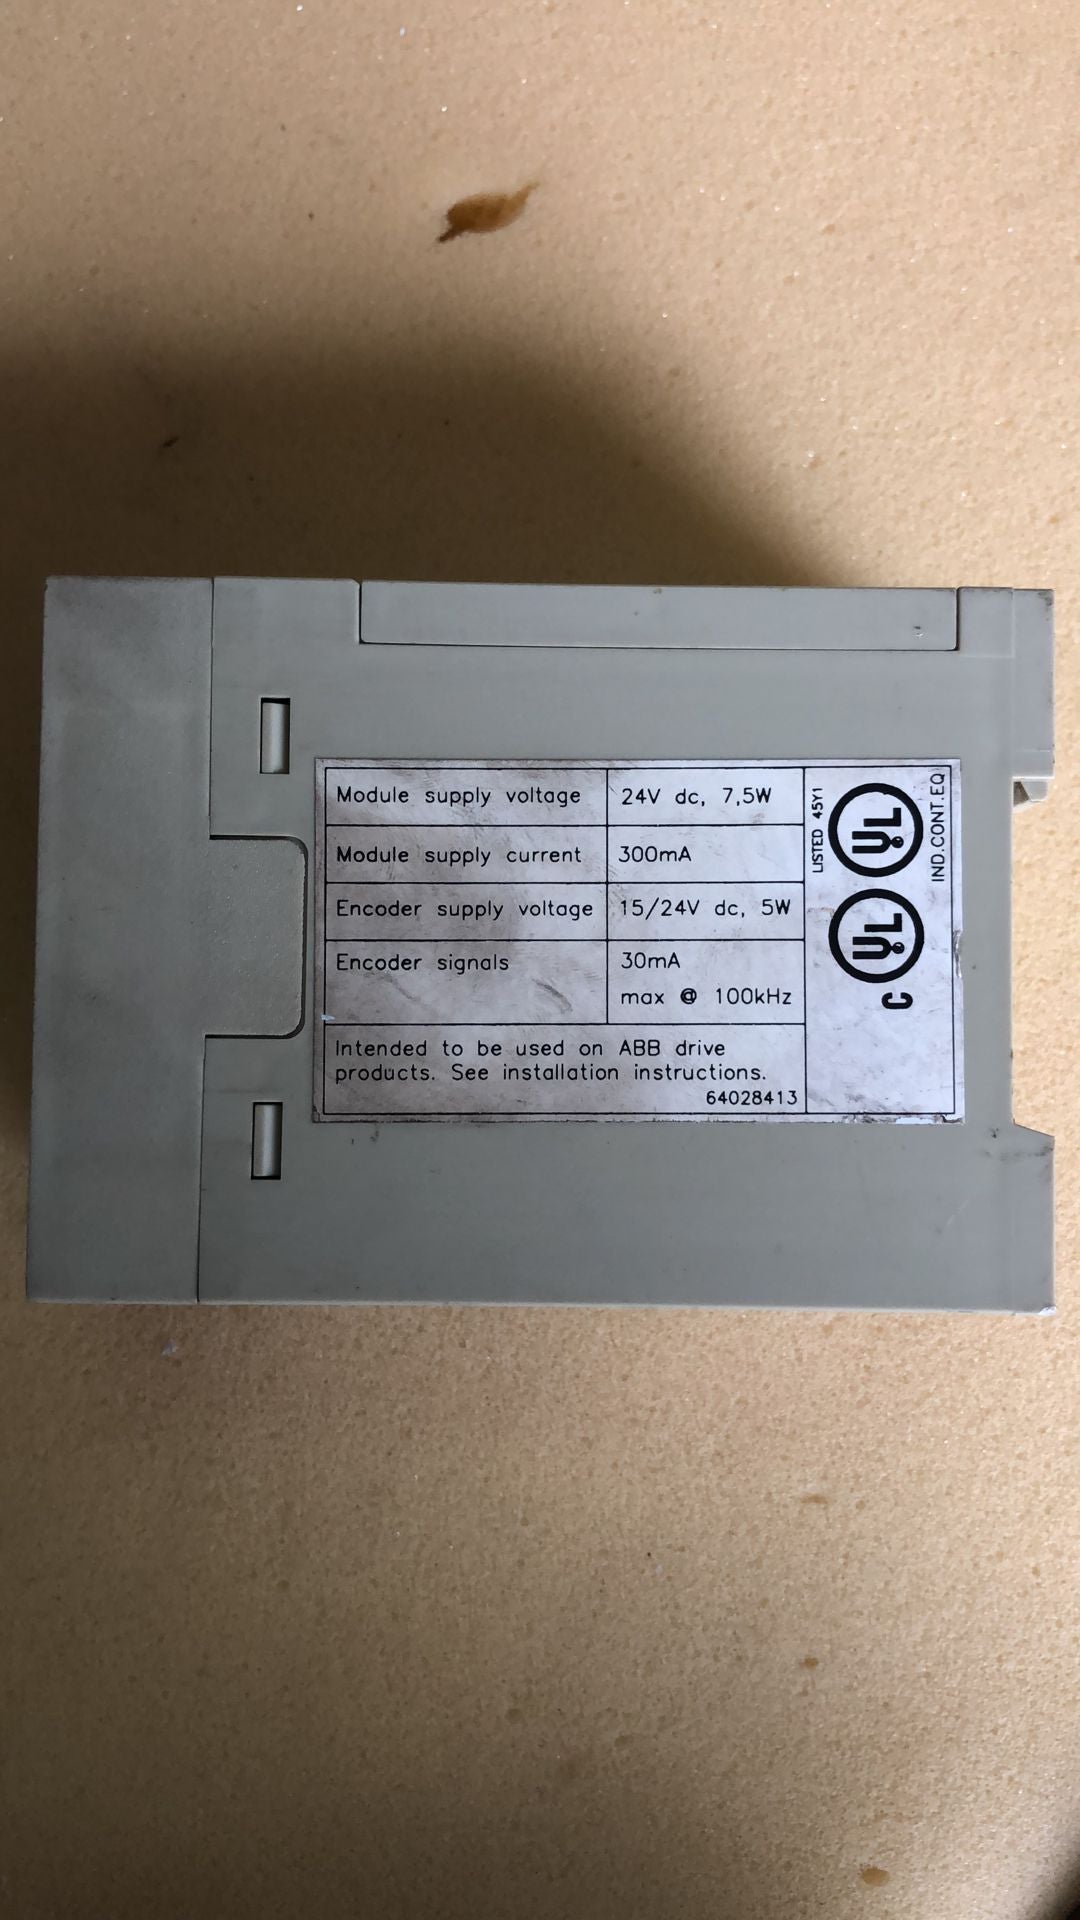 Module supply voltage 24V dc, 7,5W
Module supply current 300mA
Encoder supply voltage 15/24V dc, 5W
Encoder signals 30mA
max @ 100kHz
Intended to be used on ABB drive
products. See installation instructions.
64028413
LISTED 45Y1
C UL UL
IND.CONT.EQ